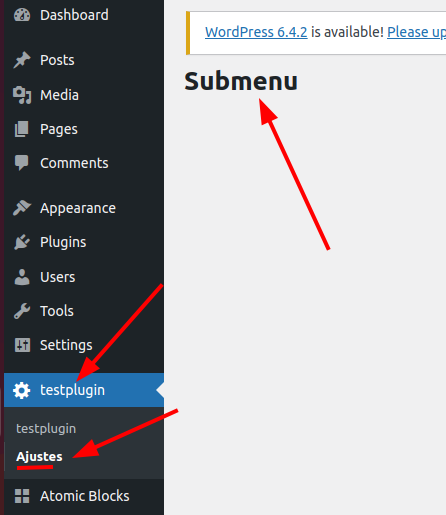 Dashboard
WordPress 6.4.2 is available! Please up
Submenu
Posts
Media
Pages
Comments
Appearance
Plugins
Users
Tools
Settings
testplugin
testplugin
Ajustes
Atomic Blocks